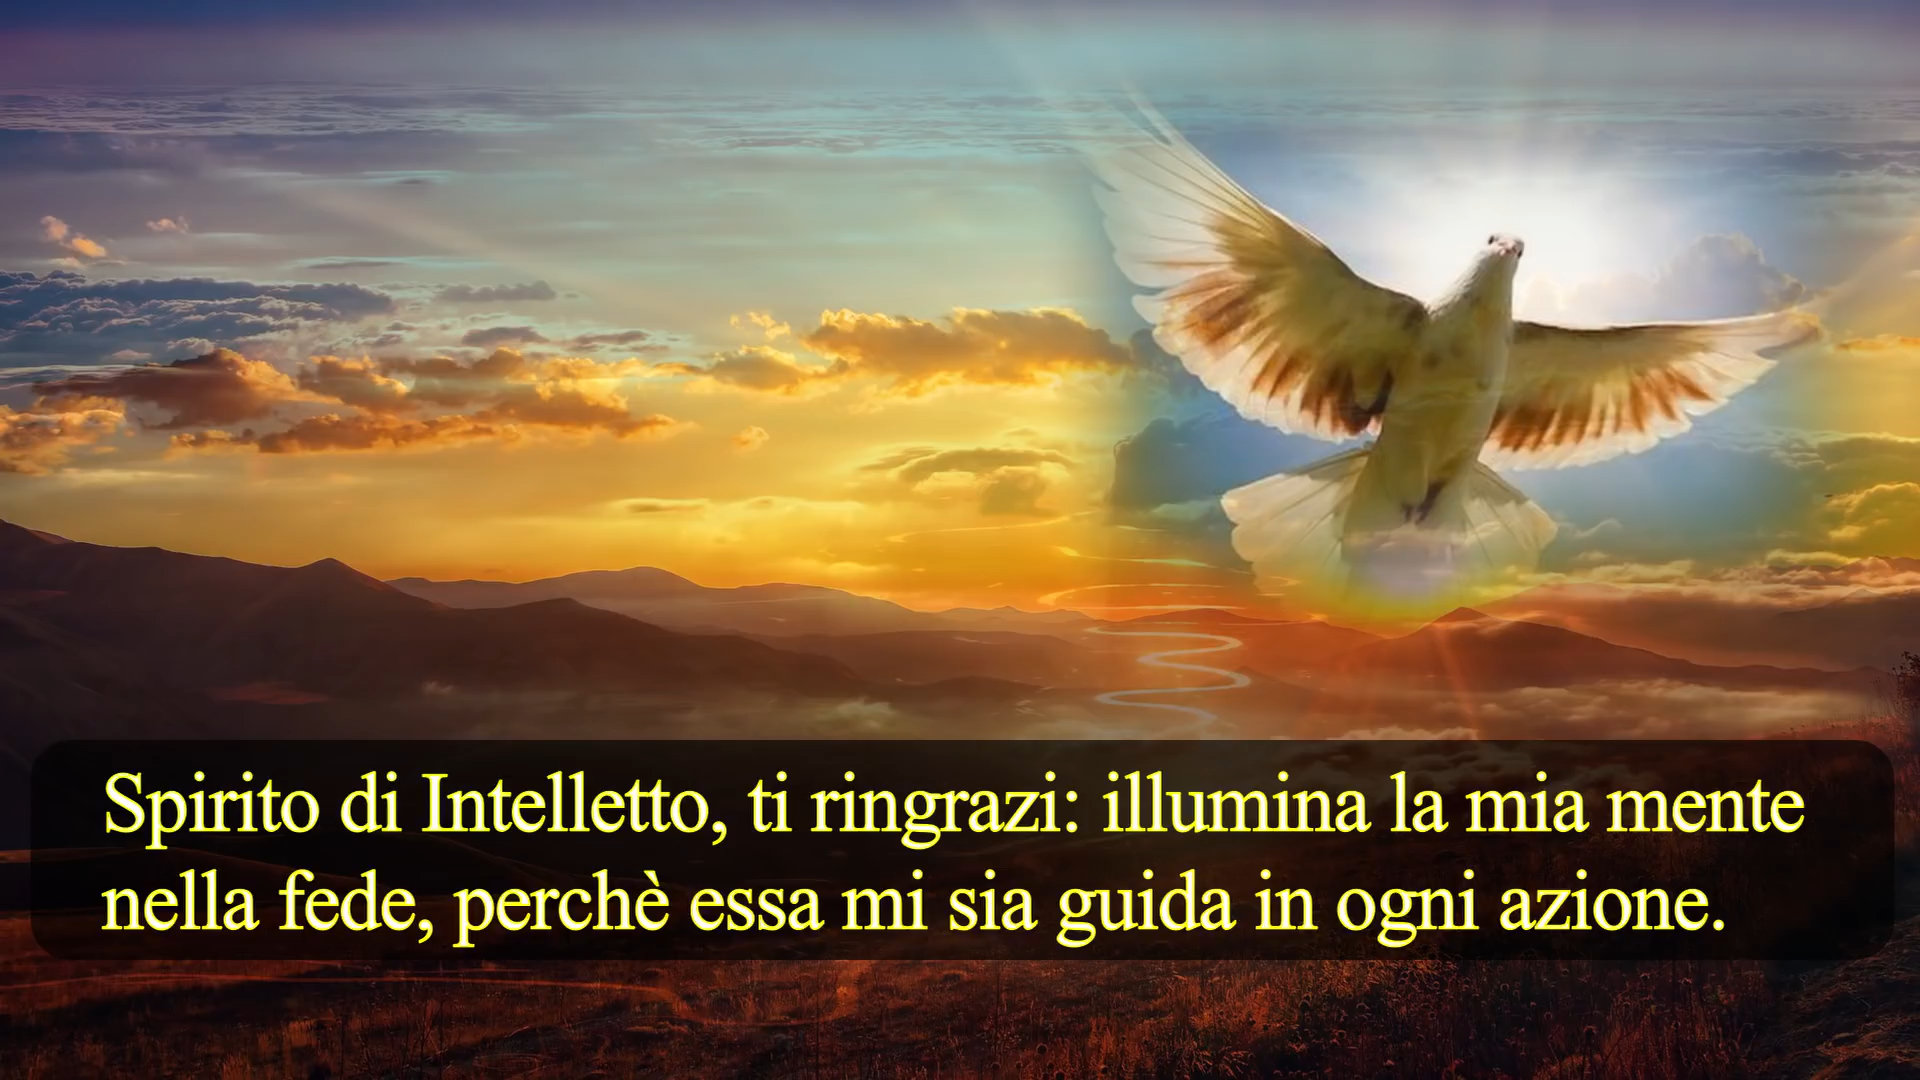 Spirito di Intelletto, ti ringrazi: illumina la mia mente
nella fede, perchè essa mi sia guida in ogni azione.